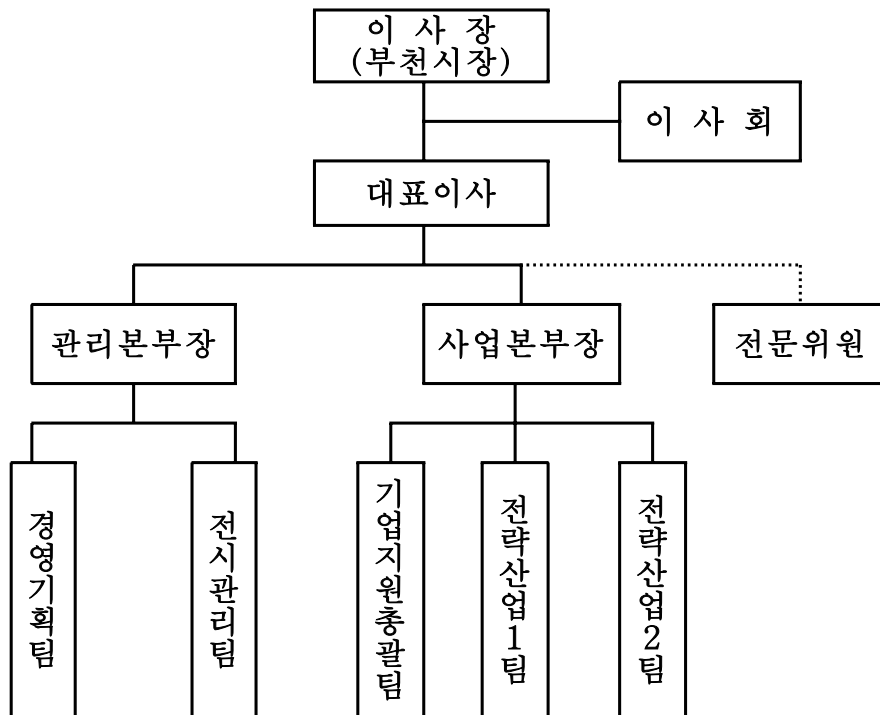 이 사 장
(부천시장)
이 사 회
대표이사
관리본부장
사업본부장
전문위원
경영기획팀
전시관리팀
기업지원총괄팀
전략산업1팀
전략산업2팀